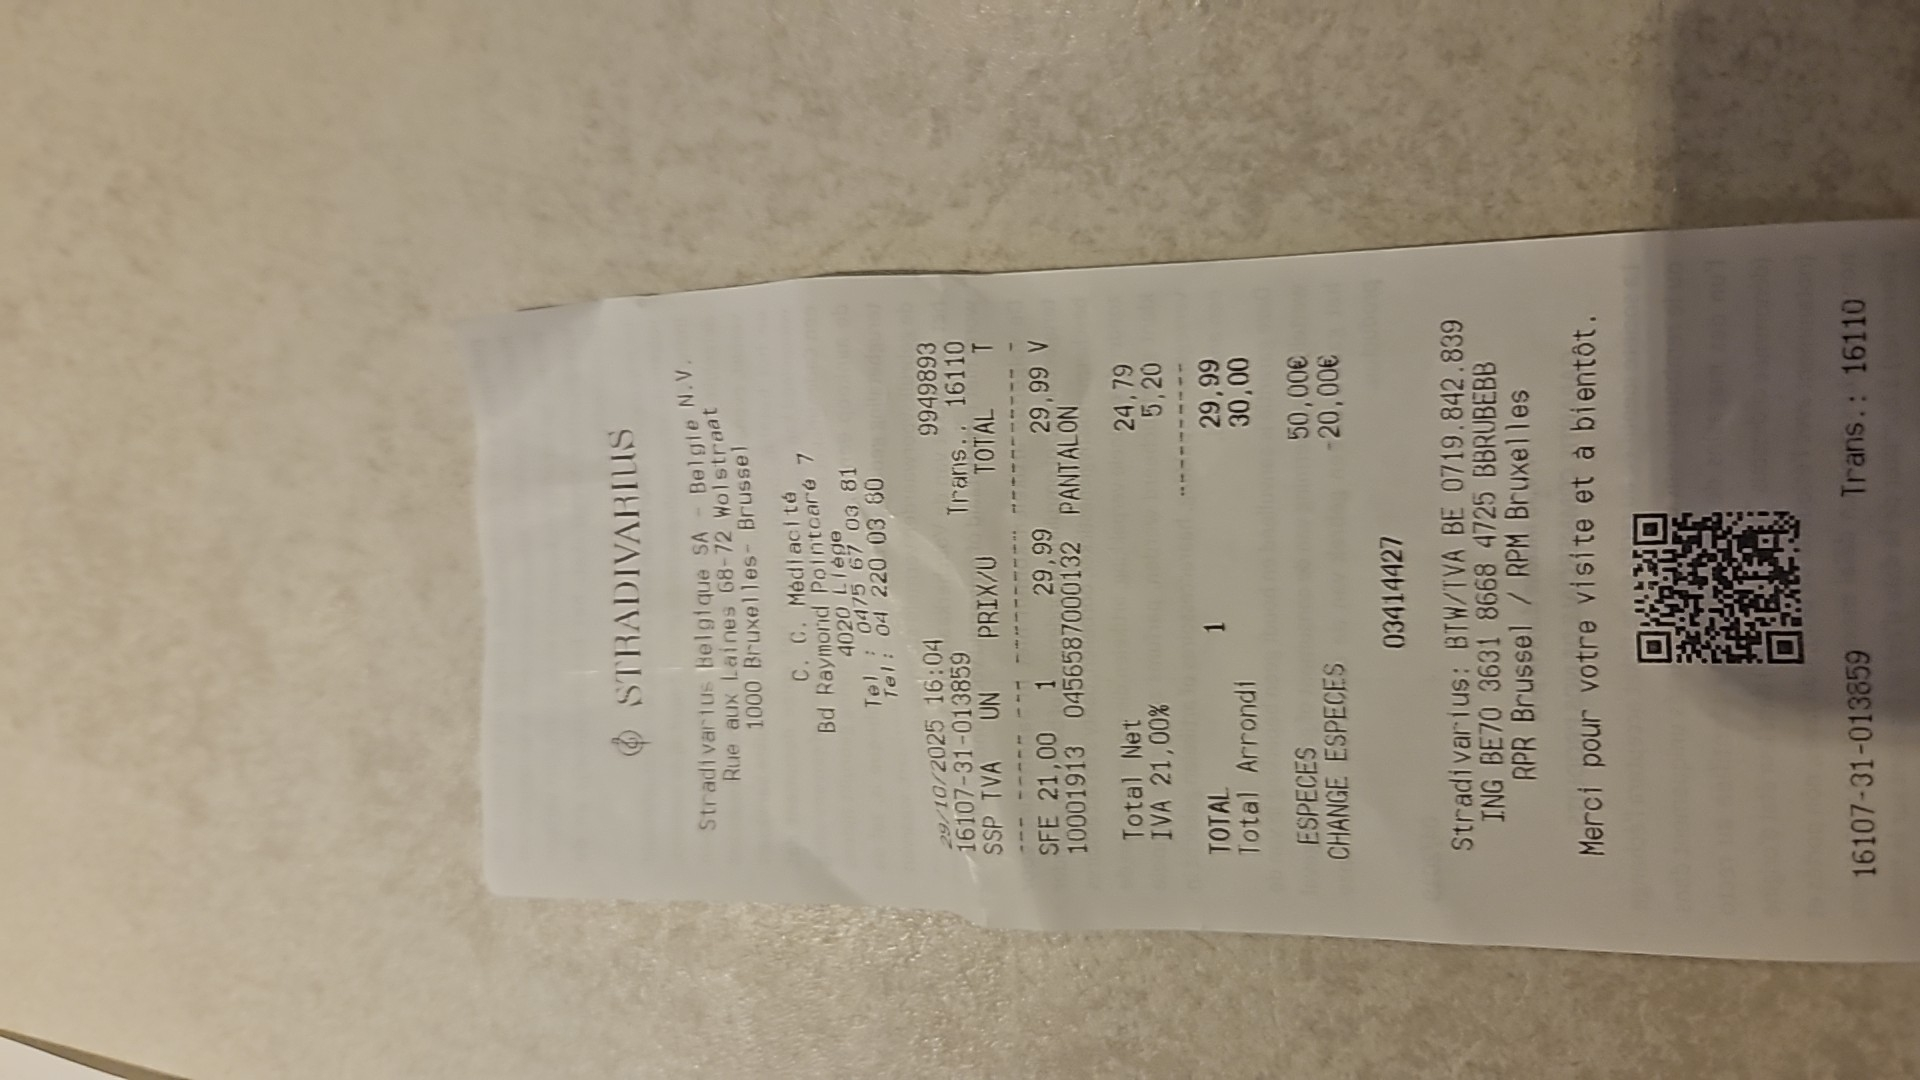 STRADIVARIUS
Stradivarius Belgique SA - Belgie N.V.
Rue aux Laines 68-72 Wolstraat
1000 Bruxelles- Brussel
C. C. Médiacité
Bd Raymond Pointcaré 7
4020 Liège
Tel : 0475 67 03 81
Tel: 04 220 03 60
29/10/2025 16:04 9949893
16107-31-013859 Trans.. 16110
SSP TVA UN PRIX/U TOTAL T
SFE 21,00 1 29,99 29,99 V
10001913 04565587000132 PANTALON
Total Net 24,79
IVA 21,00% 5,20
TOTAL 1 29,99
Total Arrondi 30,00
ESPECES 50,00€
CHANGE ESPECES -20,00€
03414427
Stradivarius: BTW/TVA BE 0719.842.839
ING BE70 3631 8668 4725 BBRUBEBB
RPR Brussel / RPM Bruxelles
Merci pour votre visite et à bientôt.
16107-31-013859 Trans.: 16110